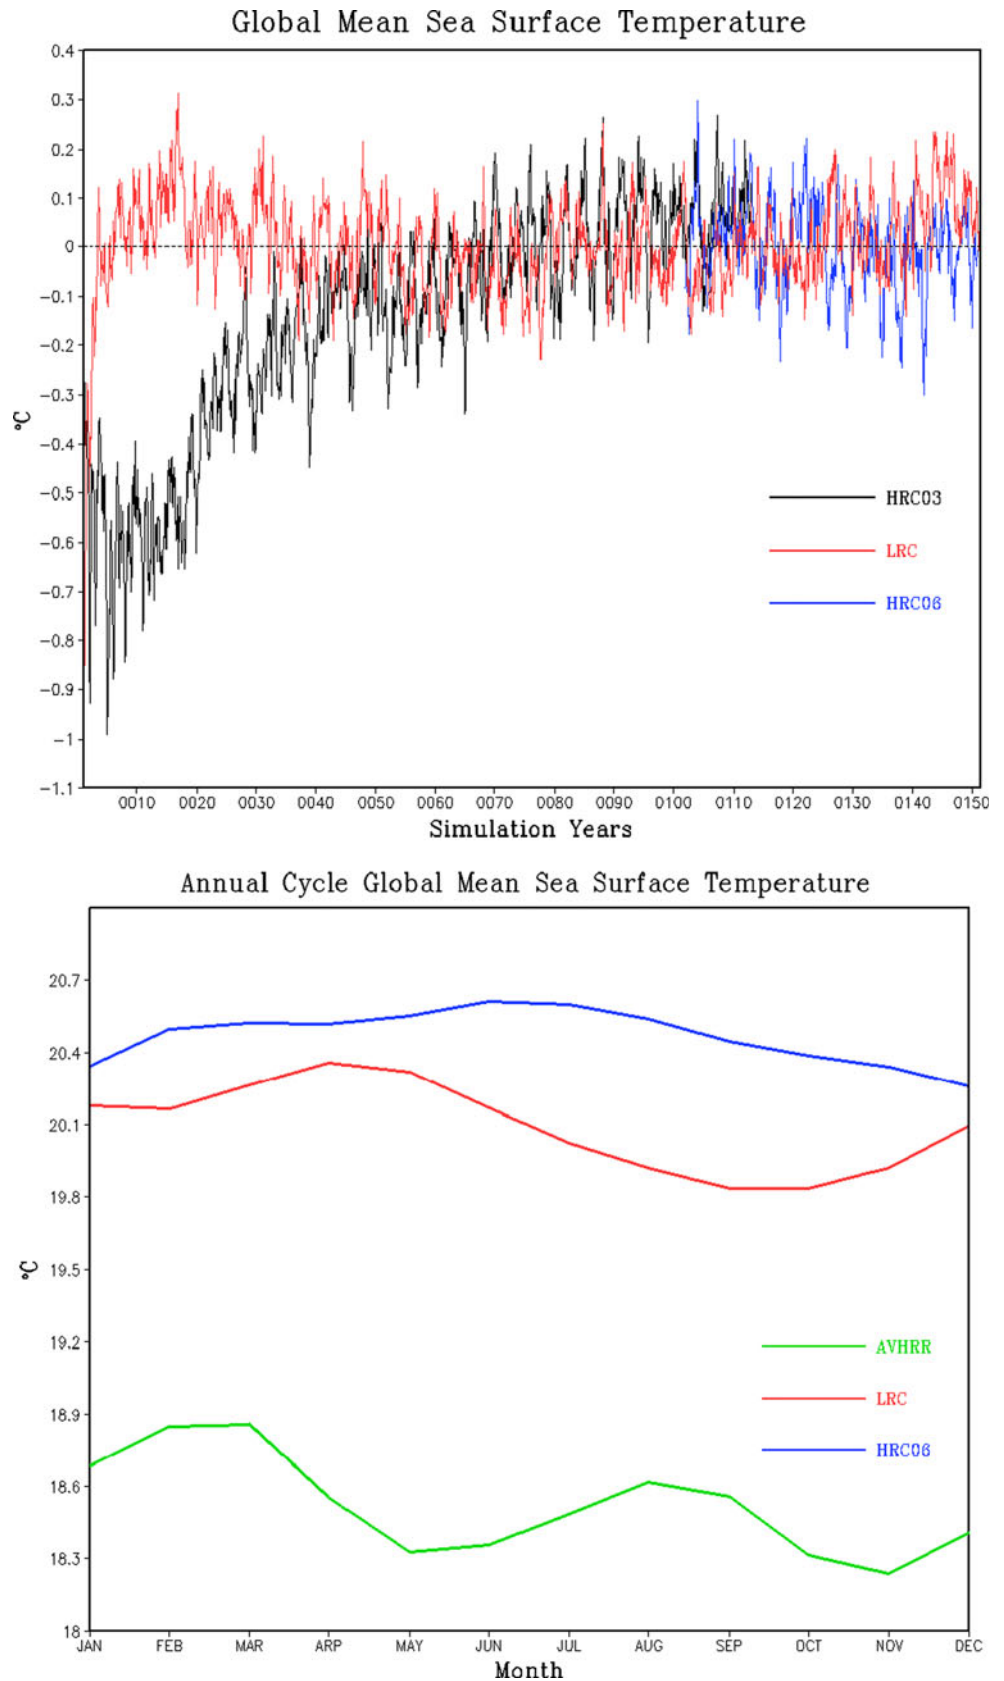 Global Mean Sea Surface Temperature
0.4
0.3
0.2
0.1
0
−0.1
−0.2
−0.3
−0.4
−0.5
−0.6
−0.7
−0.8
−0.9
−1
−1.1
°C
HRC03
LRC
HRC06
0010 0020 0030 0040 0050 0060 0070 0080 0090 0100 0110 0120 0130 0140 0150
Simulation Years
Annual Cycle Global Mean Sea Surface Temperature
20.7
20.4
20.1
19.8
19.5
19.2
18.9
18.6
18.3
18
°C
AVHRR
LRC
HRC06
JAN FEB MAR ARP MAY JUN JUL AUG SEP OCT NOV DEC
Month